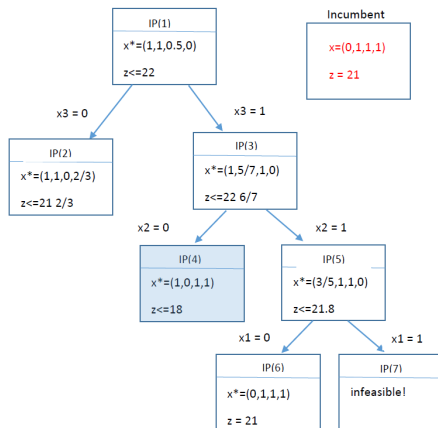 IP(1)
x*=(1,1,0.5,0)
z<=22
Incumbent
x=(0,1,1,1)
z = 21
x3 = 0
x3 = 1
IP(2)
x*=(1,1,0,2/3)
z<=21 2/3
IP(3)
x*=(1,5/7,1,0)
z<=22 6/7
x2 = 0
x2 = 1
IP(4)
x*=(1,0,1,1)
z<=18
IP(5)
x*=(3/5,1,1,0)
z<=21.8
x1 = 0
x1 = 1
IP(6)
x*=(0,1,1,1)
z = 21
IP(7)
infeasible!